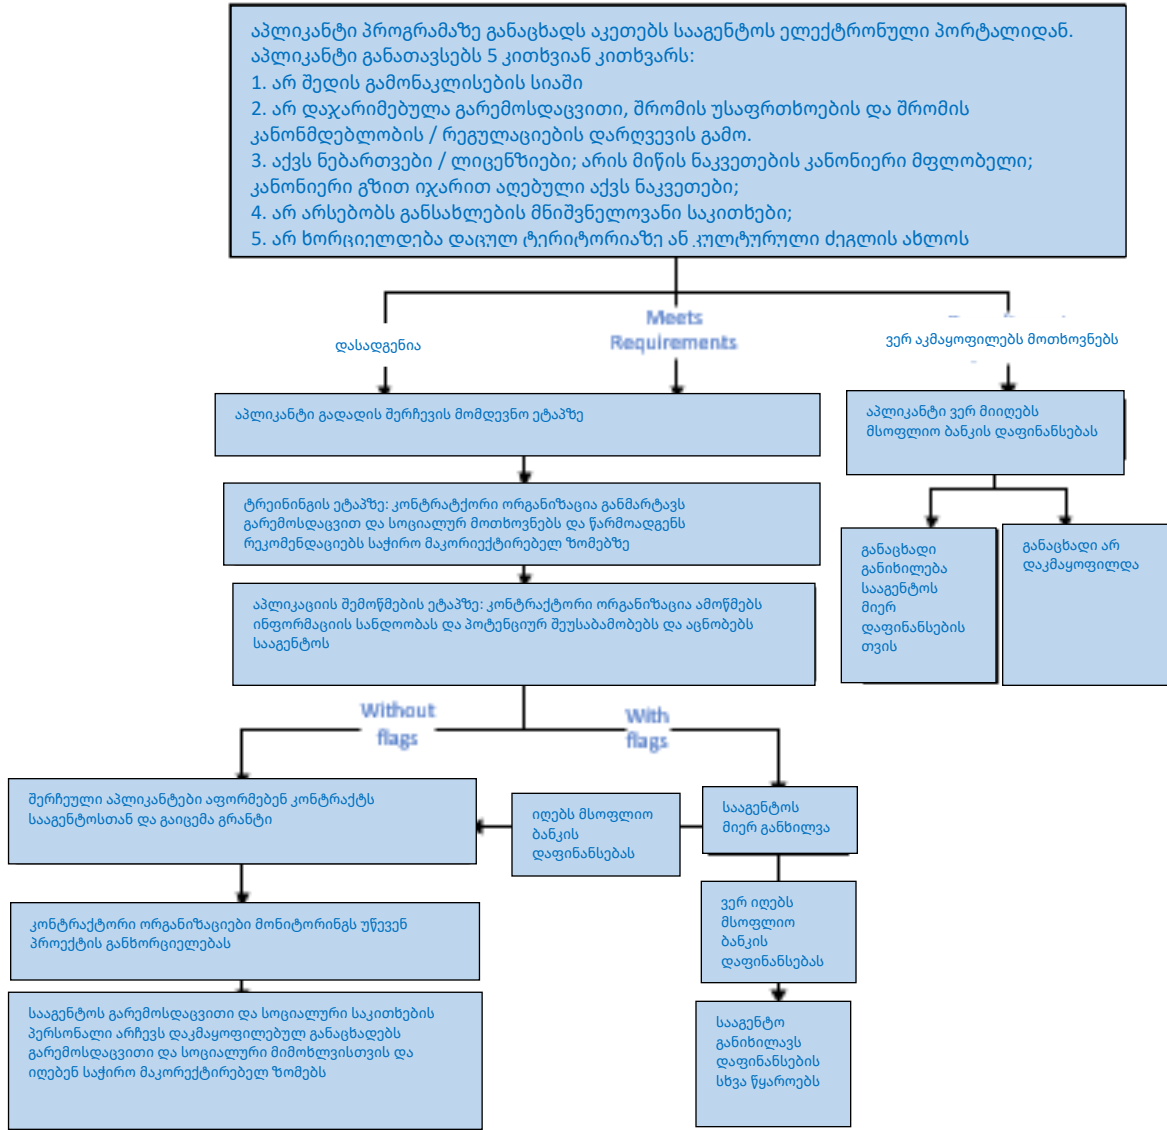 აპლიკანტი პროგრამაზე განაცხადს აკეთებს სააგენტოს ელექტრონული პორტალიდან.
აპლიკანტი განათავსებს 5 კითხვიან კითხვარს:
1. არ შედის გამონაკლისების სიაში
2. არ დაჯარიმებულა გარემოსდაცვითი, შრომის უსაფრთხოების და შრომის
კანონმდებლობის / რეგულაციების დარღვევის გამო.
3. აქვს ნებართვები / ლიცენზიები; არის მიწის ნაკვეთების კანონიერი მფლობელი;
კანონიერი გზით იჯარით აღებული აქვს ნაკვეთები;
4. არ არსებობს განსახლების მნიშვნელოვანი საკითხები;
5. არ ხორციელდება დაცულ ტერიტორიაზე ან კულტურული ძეგლის ახლოს
დასადგენია
Meets
Requirements
ვერ აკმაყოფილებს მოთხოვნებს
აპლიკანტი გადადის შერჩევის მომდევნო ეტაპზე
აპლიკანტი ვერ მიიღებს
მსოფლიო ბანკის დაფინანსებას
ტრეინინგის ეტაპზე: კონტრატქორი ორგანიზაცია განმარტავს
გარემოსდაცვით და სოციალურ მოთხოვნებს და წარმოადგენს
რეკომენდაციებს საჭირო მაკორიექტირებელ ზომებზე
განაცხადი
განიხილება
სააგენტოს
მიერ
დაფინანსების
თვის
განაცხადი არ
დაკმაყოფილდა
აპლიკაციის შემოწმების ეტაპზე: კონტრაქტორი ორგანიზაცია ამოწმებს
ინფორმაციის სანდოობას და პოტენციურ შეუსაბამობებს და აცნობებს
სააგენტოს
Without
flags
With
flags
შერჩეული აპლიკანტები აფორმებენ კონტრაქტს
სააგენტოსთან და გაიცემა გრანტი
იღებს მსოფლიო
ბანკის
დაფინანსებას
სააგენტოს
მიერ განხილვა
კონტრაქტორი ორგანიზაციები მონიტორინგს უწევენ
პროექტის განხორციელებას
ვერ იღებს
მსოფლიო
ბანკის
დაფინანსებას
სააგენტოს გარემოსდაცვითი და სოციალური საკითხების
პერსონალი არჩევს დაკმაყოფილებულ განაცხადებს
გარემოსდაცვითი და სოციალური მიმოხლვისთვის და
იღებენ საჭირო მაკორექტირებელ ზომებს
სააგენტო
განიხილავს
დაფინანსების
სხვა წყაროებს